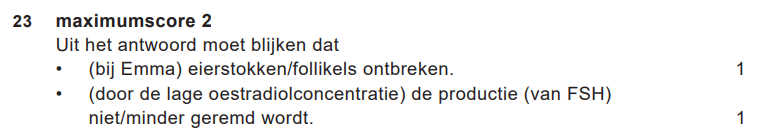 23 maximumscore 2
Uit het antwoord moet blijken dat
• (bij Emma) eierstokken/follikels ontbreken. 1
• (door de lage oestradiolconcentratie) de productie (van FSH)
niet/minder geremd wordt. 1